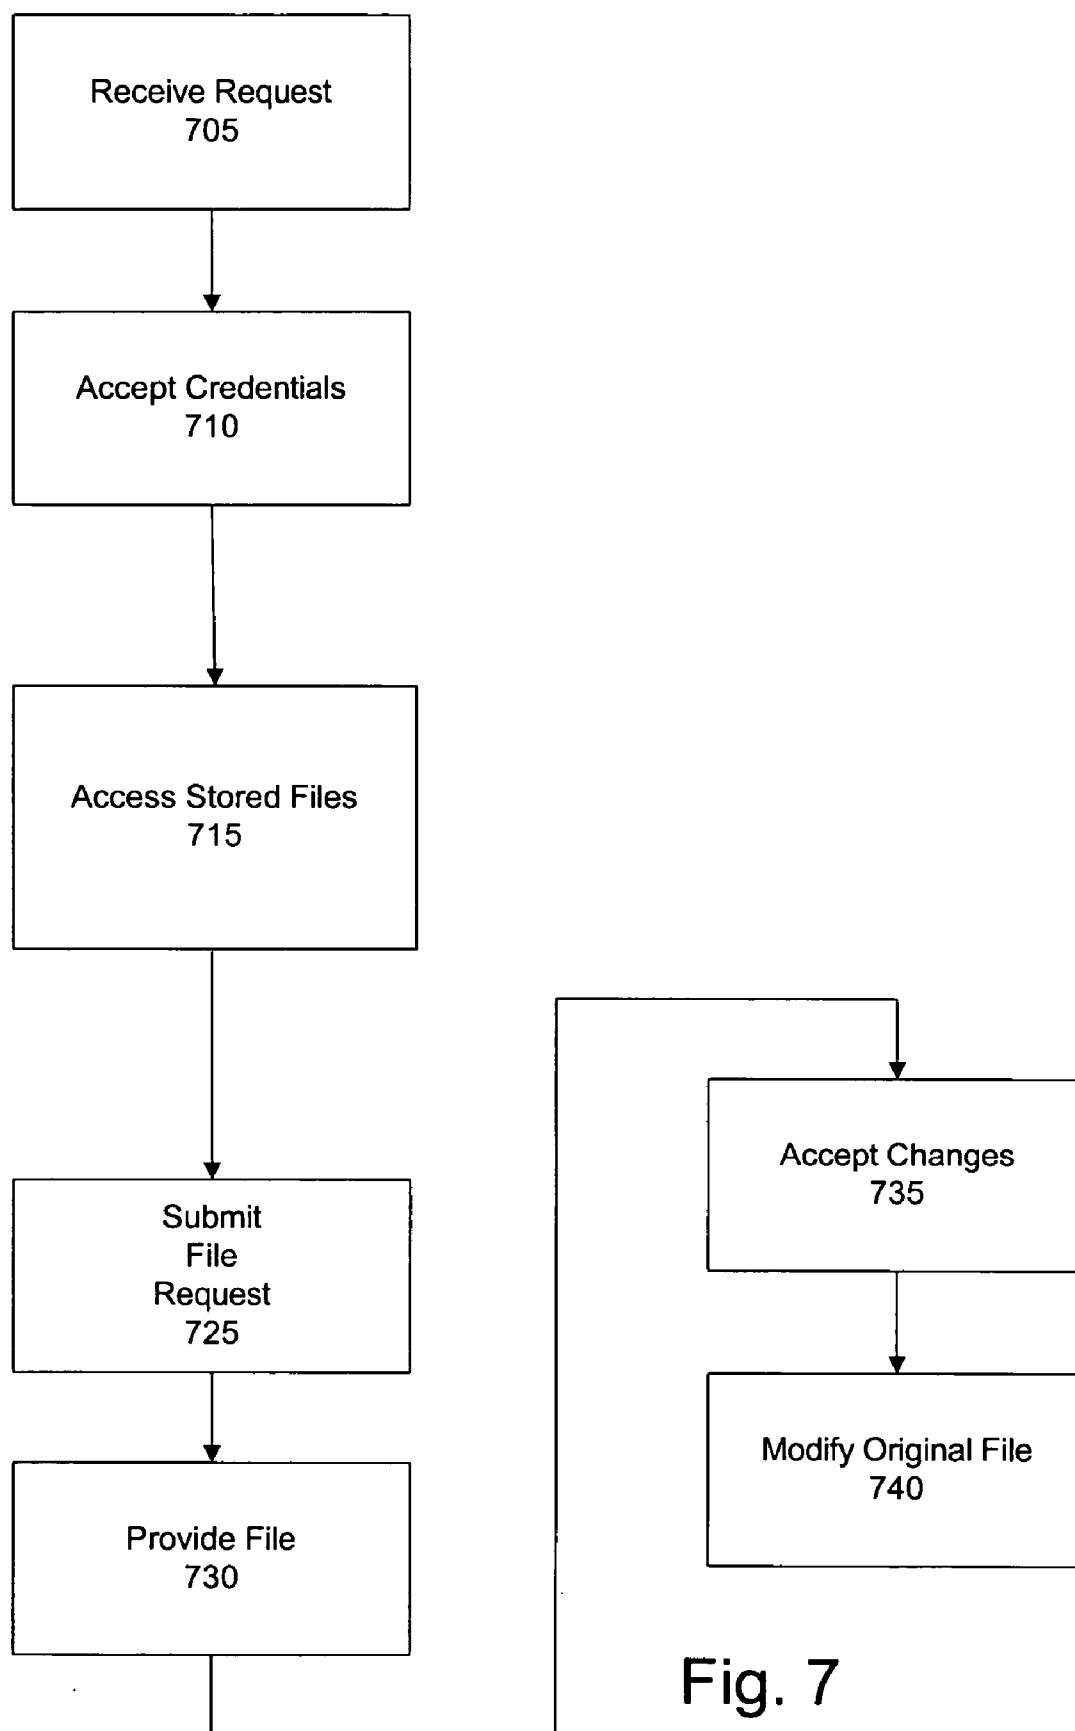 Receive Request
705
Accept Credentials
710
Access Stored Files
715
Submit
File
Request
725
Provide File
730
Accept Changes
735
Modify Original File
740
Fig. 7